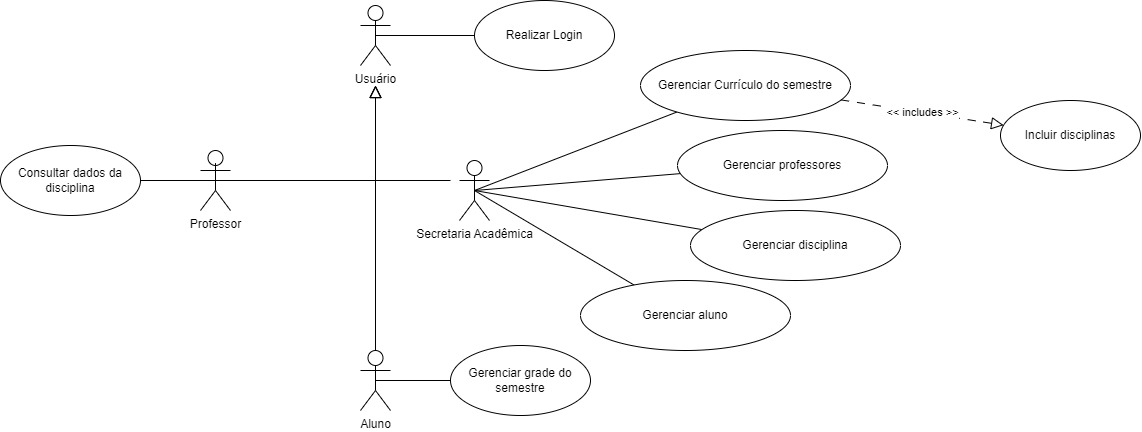 Realizar Login
Usuário
Gerenciar Currículo do semestre
<< includes >>
Incluir disciplinas
Consultar dados da
disciplina
Gerenciar professores
Professor
Secretaria Acadêmica
Gerenciar disciplina
Gerenciar aluno
Gerenciar grade do
semestre
Aluno